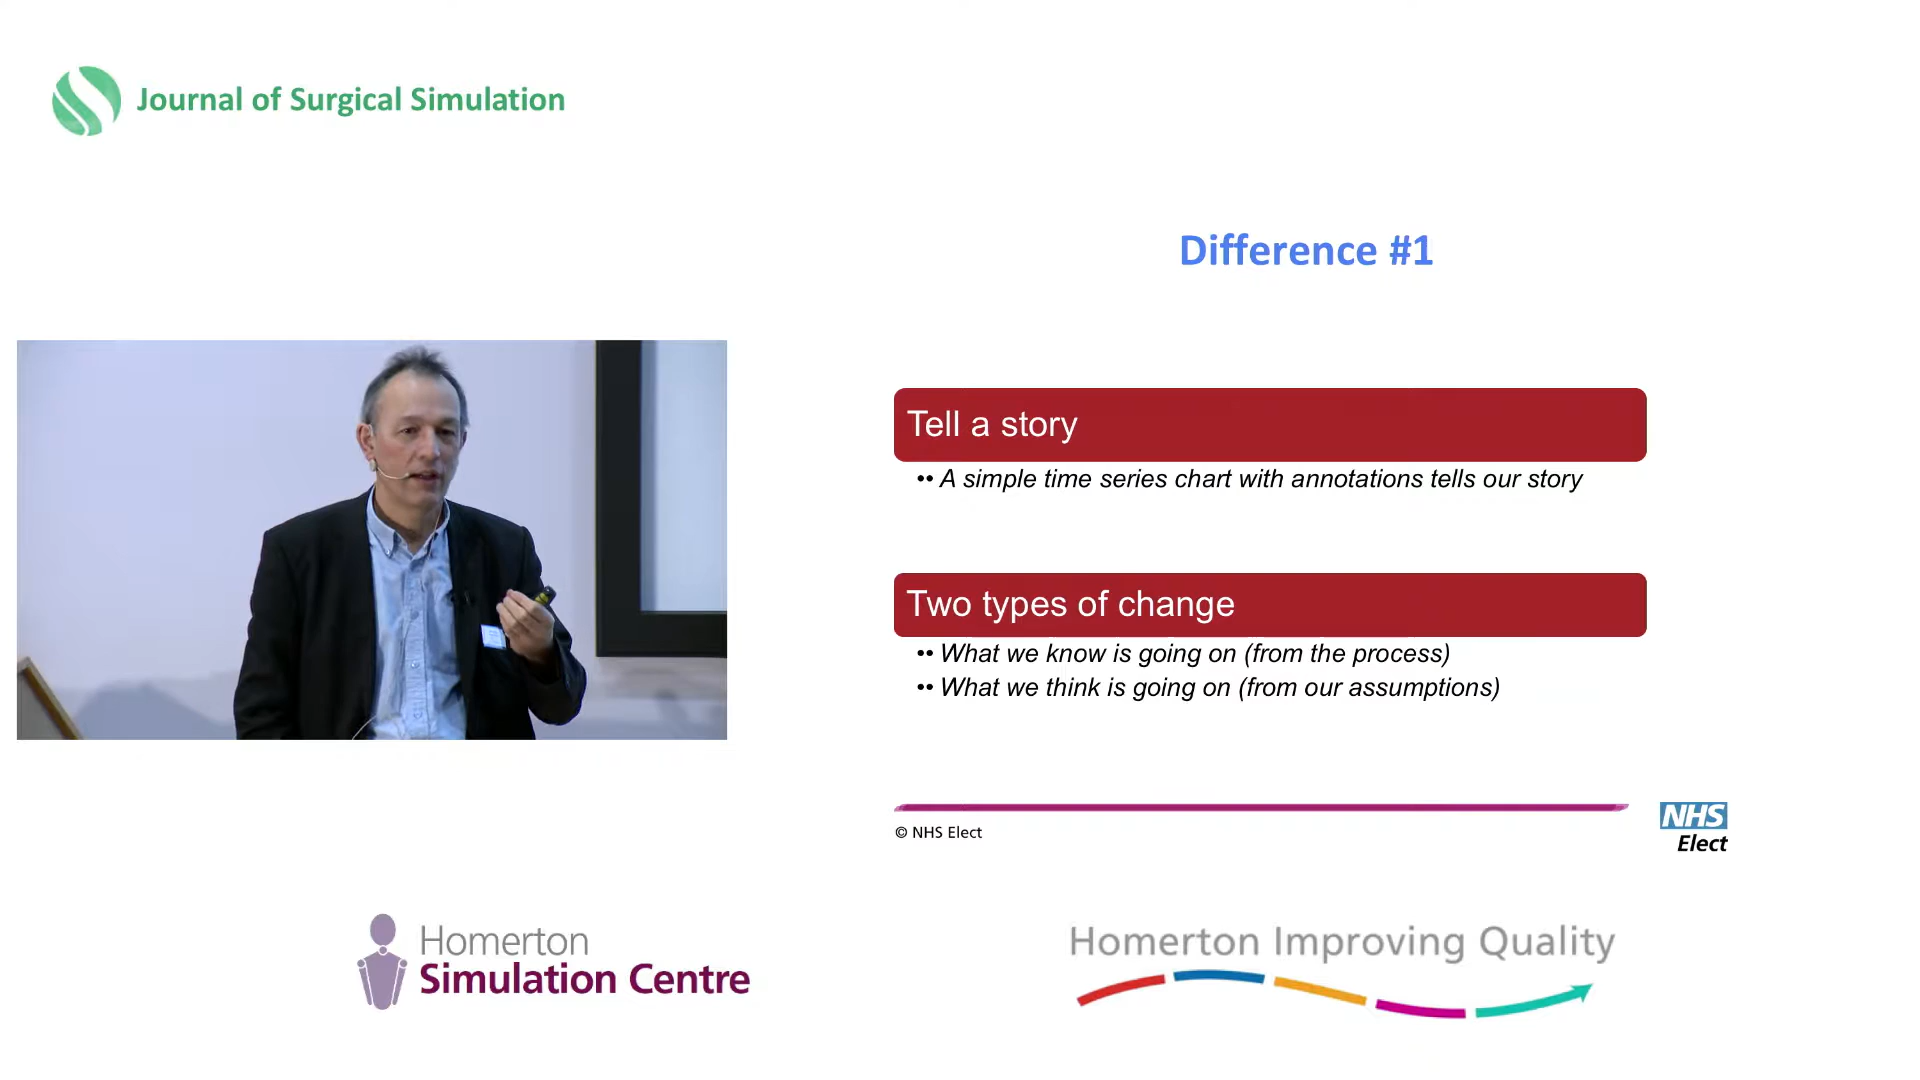 Journal of Surgical Simulation
Difference #1
Tell a story
•• A simple time series chart with annotations tells our story
Two types of change
•• What we know is going on (from the process)
•• What we think is going on (from our assumptions)
© NHS Elect
NHS
Elect
Homerton
Simulation Centre
Homerton Improving Quality